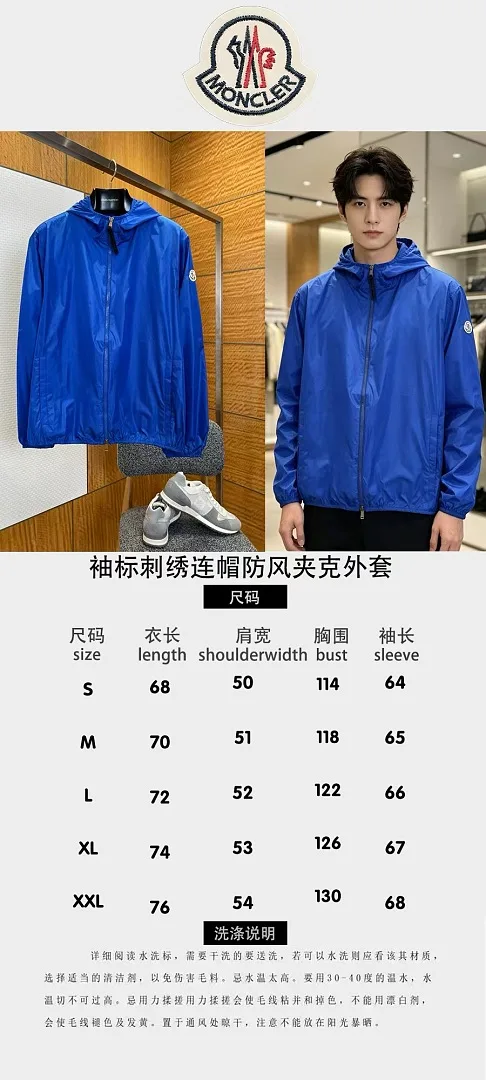 MONCLER
袖标刺绣连帽防风夹克外套
尺码
尺码 衣长 肩宽 胸围 袖长
size length shoulderwidth bust sleeve
S 68 50 114 64
M 70 51 118 65
L 72 52 122 66
XL 74 53 126 67
XXL 76 54 130 68
洗涤说明
详细阅读水洗标,需要干洗的要送洗,若可以水洗则应看该其材质,
选择适当的清洁剂,以免伤害毛料。忌水温太高。要用30-40度的温水,水
温切不可过高。忌用力揉搓用力揉搓会使毛线粘并和掉色,不能用漂白剂,
会使毛线褪色及发黄。置于通风处晾干,注意不能放在阳光暴晒。